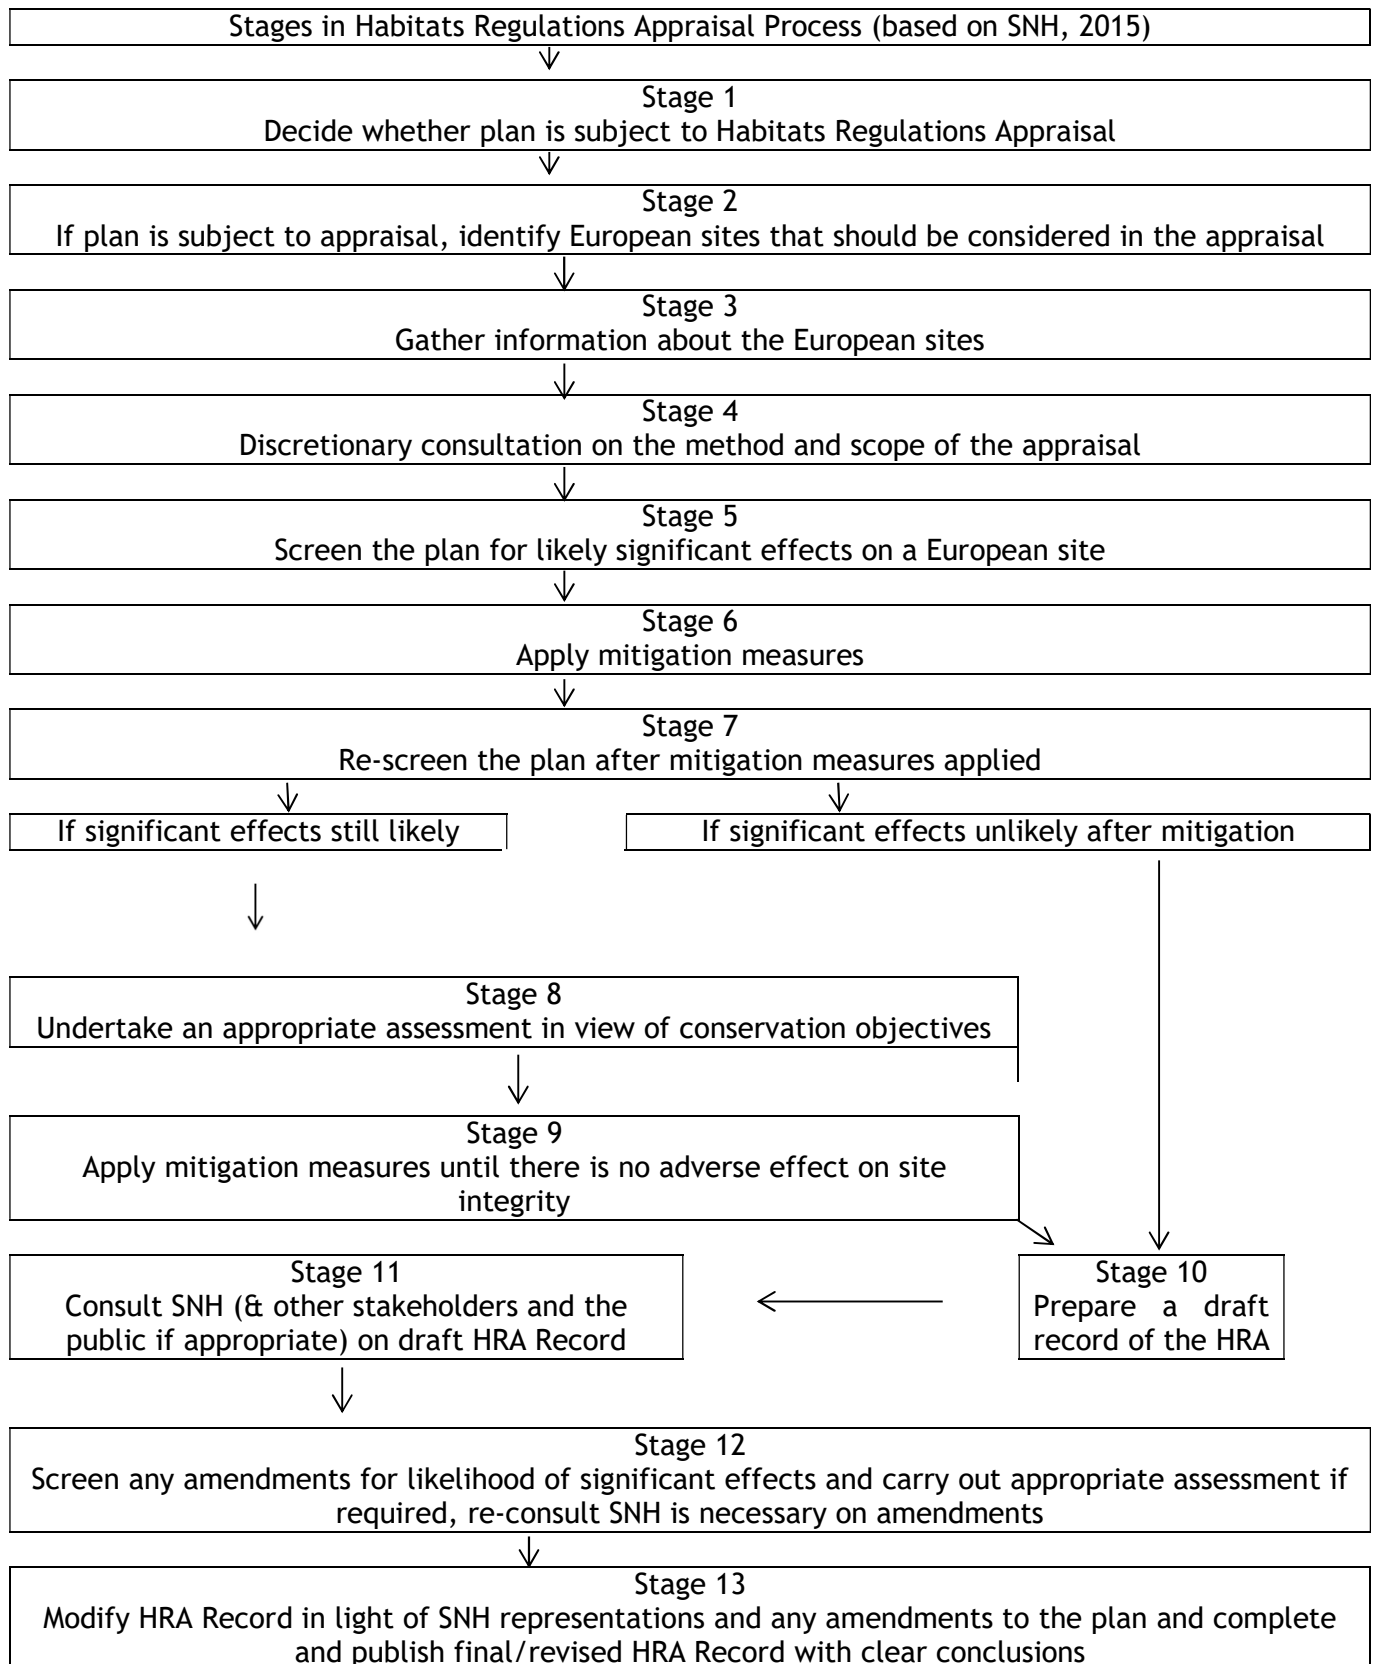 Stages in Habitats Regulations Appraisal Process (based on SNH, 2015)
Stage 1
Decide whether plan is subject to Habitats Regulations Appraisal
Stage 2
If plan is subject to appraisal, identify European sites that should be considered in the appraisal
Stage 3
Gather information about the European sites
Stage 4
Discretionary consultation on the method and scope of the appraisal
Stage 5
Screen the plan for likely significant effects on a European site
Stage 6
Apply mitigation measures
Stage 7
Re-screen the plan after mitigation measures applied
If significant effects still likely
If significant effects unlikely after mitigation
Stage 8
Undertake an appropriate assessment in view of conservation objectives
Stage 9
Apply mitigation measures until there is no adverse effect on site
integrity
Stage 10
Prepare a draft
record of the HRA
Stage 11
Consult SNH (& other stakeholders and the
public if appropriate) on draft HRA Record
Stage 12
Screen any amendments for likelihood of significant effects and carry out appropriate assessment if
required, re-consult SNH is necessary on amendments
Stage 13
Modify HRA Record in light of SNH representations and any amendments to the plan and complete
and publish final/revised HRA Record with clear conclusions